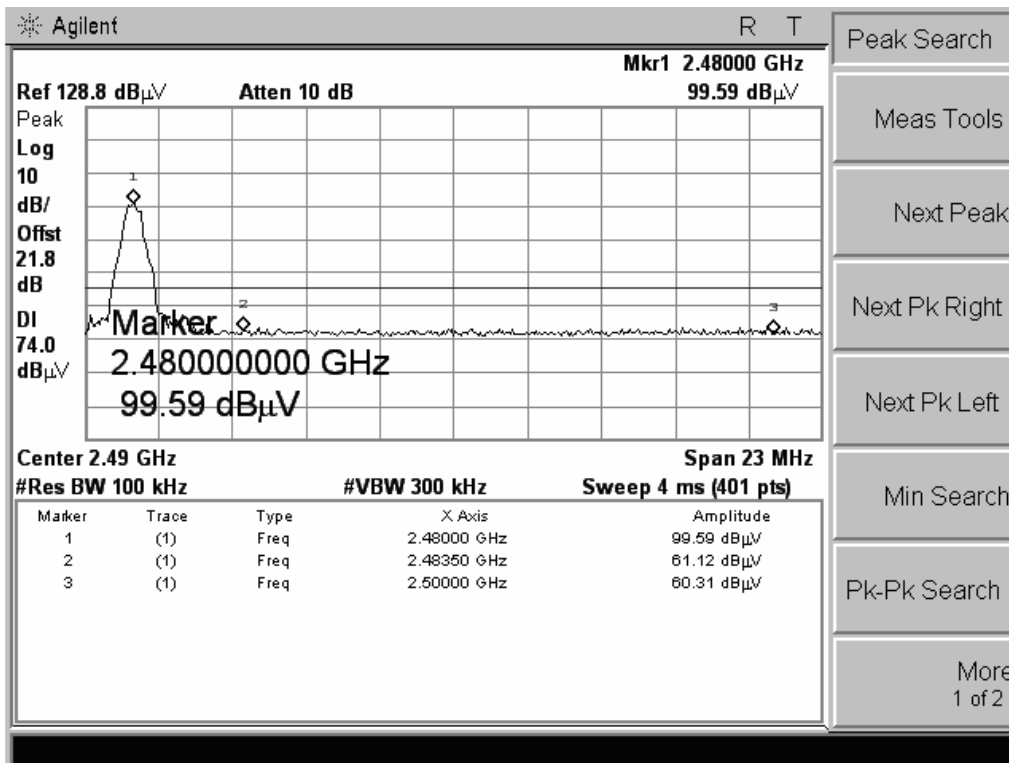 Agilent
R T
Mkr1 2.48000 GHz
Ref 128.8 dBμV Atten 10 dB 99.59 dBμV
Peak
Log
10
dB/
Offst
21.8
dB
DI
74.0
dBμV
1
2
3
Marker
2.480000000 GHz
99.59 dBμV
Center 2.49 GHz Span 23 MHz
#Res BW 100 kHz #VBW 300 kHz Sweep 4 ms (401 pts)
Marker Trace Type X Axis Amplitude
1 (1) Freq 2.48000 GHz 99.59 dBμV
2 (1) Freq 2.48350 GHz 61.12 dBμV
3 (1) Freq 2.50000 GHz 60.31 dBμV
Peak Search
Meas Tools
Next Peak
Next Pk Right
Next Pk Left
Min Search
Pk-Pk Search
More
1 of 2